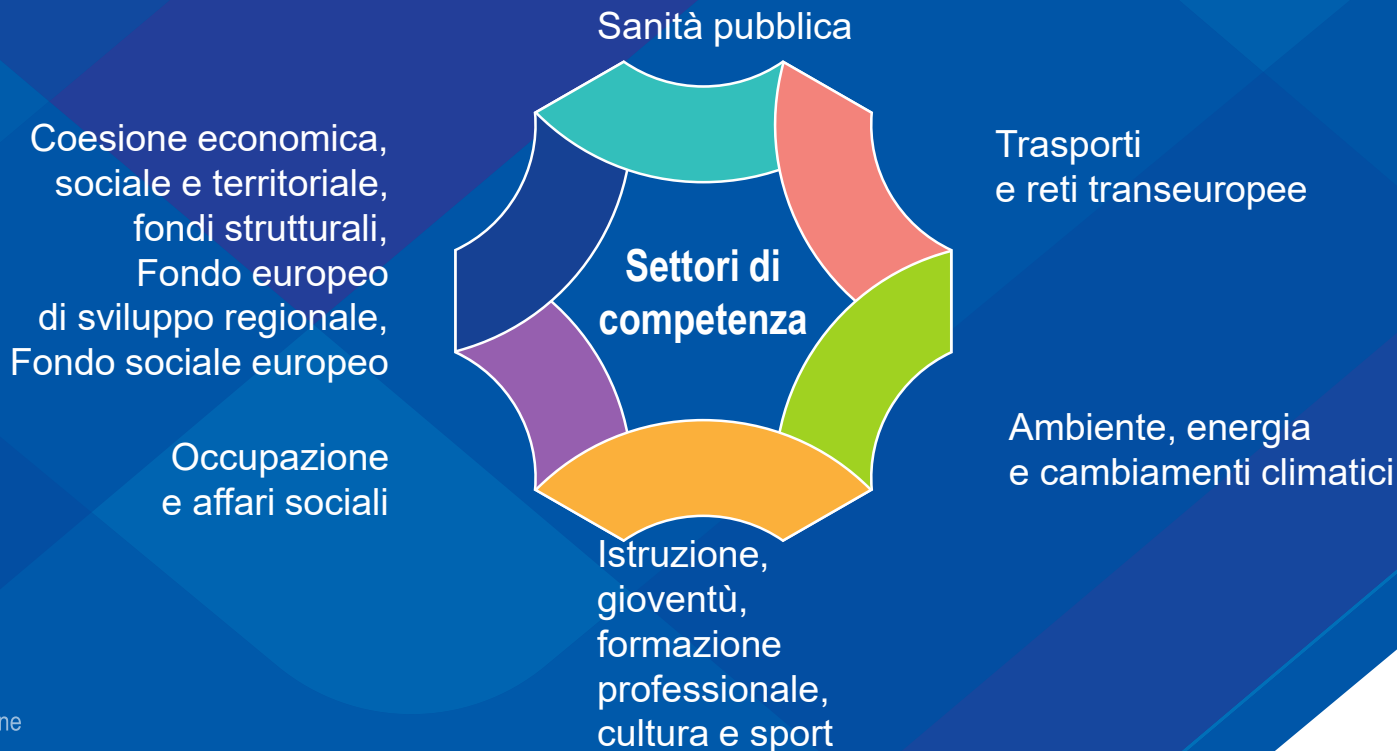 Sanità pubblica
Coesione economica,
sociale e territoriale,
fondi strutturali,
Fondo europeo
di sviluppo regionale,
Fondo sociale europeo
Trasporti
e reti transeuropee
Settori di
competenza
Occupazione
e affari sociali
Ambiente, energia
e cambiamenti climatici
Istruzione,
gioventù,
formazione
professionale,
cultura e sport
ne